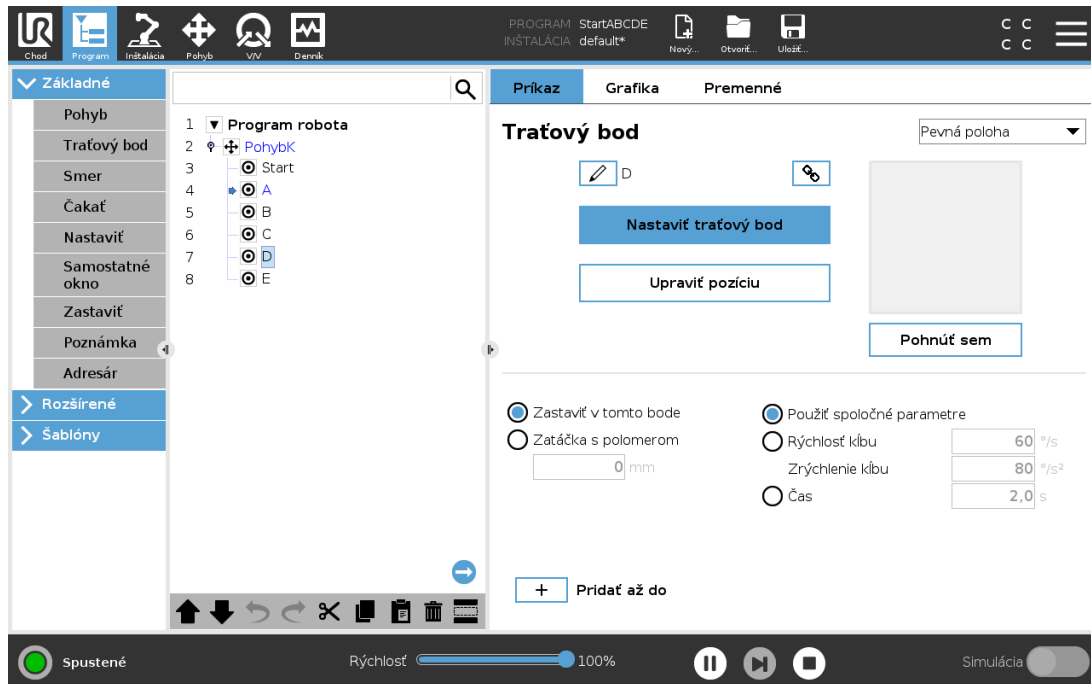 PROGRAM StartABCDE
INŠTALÁCIA default*
Chod
Program
Inštalácia
Pohyb
V/V
Denník
Nový...
Otvoriť...
Uložiť...
C C
C C
Základné
Pohyb
Traťový bod
Smer
Čakať
Nastaviť
Samostatné
okno
Zastaviť
Poznámka
Adresár
Rozšírené
Šablóny
1 Program robota
2 PohybK
3 Start
4 A
5 B
6 C
7 D
8 E
Príkaz Grafika Premenné
Traťový bod
Pevná poloha
D
Nastaviť traťový bod
Upraviť pozíciu
Pohnúť sem
Zastaviť v tomto bode
Zatáčka s polomerom
0 mm
Použiť spoločné parametre
Rýchlosť kĺbu 60 °/s
Zrýchlenie kĺbu 80 °/s²
Čas 2,0 s
+ Pridať až do
Spustené
Rýchlosť 100%
Simulácia